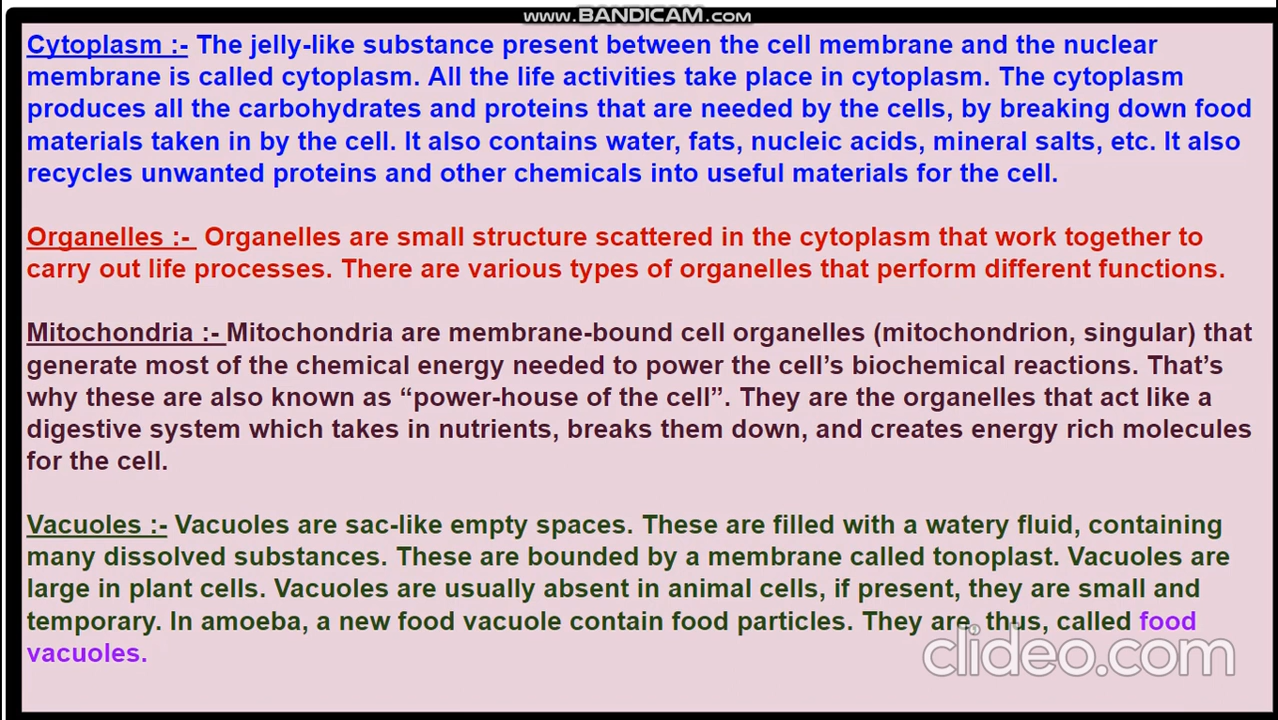 www.BANDICAM.com
Cytoplasm :- The jelly-like substance present between the cell membrane and the nuclear
membrane is called cytoplasm. All the life activities take place in cytoplasm. The cytoplasm
produces all the carbohydrates and proteins that are needed by the cells, by breaking down food
materials taken in by the cell. It also contains water, fats, nucleic acids, mineral salts, etc. It also
recycles unwanted proteins and other chemicals into useful materials for the cell.
Organelles :- Organelles are small structure scattered in the cytoplasm that work together to
carry out life processes. There are various types of organelles that perform different functions.
Mitochondria :- Mitochondria are membrane-bound cell organelles (mitochondrion, singular) that
generate most of the chemical energy needed to power the cell’s biochemical reactions. That’s
why these are also known as “power-house of the cell”. They are the organelles that act like a
digestive system which takes in nutrients, breaks them down, and creates energy rich molecules
for the cell.
Vacuoles :- Vacuoles are sac-like empty spaces. These are filled with a watery fluid, containing
many dissolved substances. These are bounded by a membrane called tonoplast. Vacuoles are
large in plant cells. Vacuoles are usually absent in animal cells, if present, they are small and
temporary. In amoeba, a new food vacuole contain food particles. They are, thus, called food
vacuoles.
clideo.com